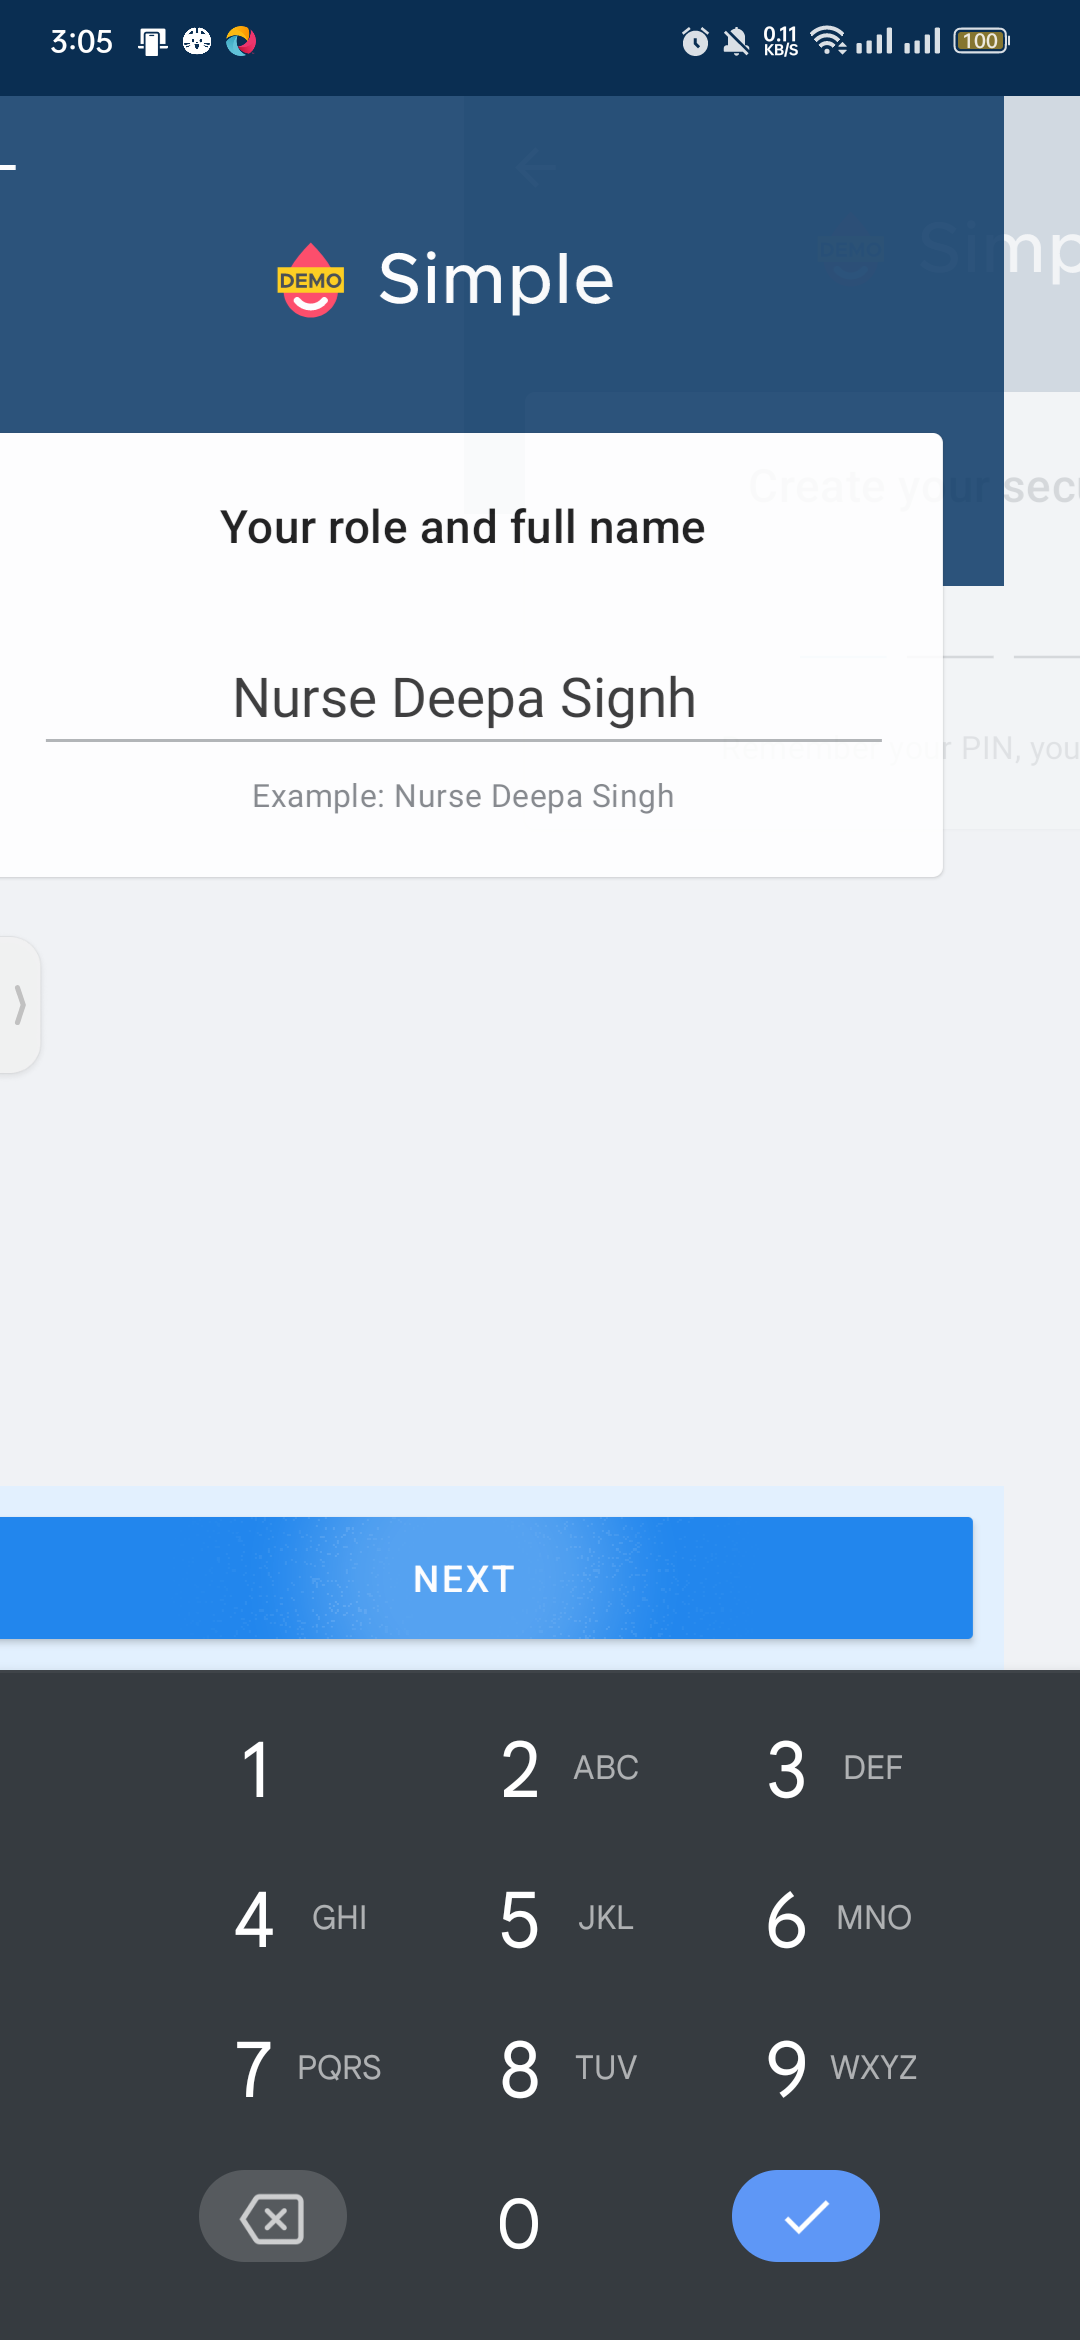 3:05 0.11 KB/S 100
DEMO Simple
DEMO Simp
Create your secu
Your role and full name
Nurse Deepa Signh
Remember your PIN, you
Example: Nurse Deepa Singh
NEXT
1 2 ABC 3 DEF
4 GHI 5 JKL 6 MNO
7 PQRS 8 TUV 9 WXYZ
0